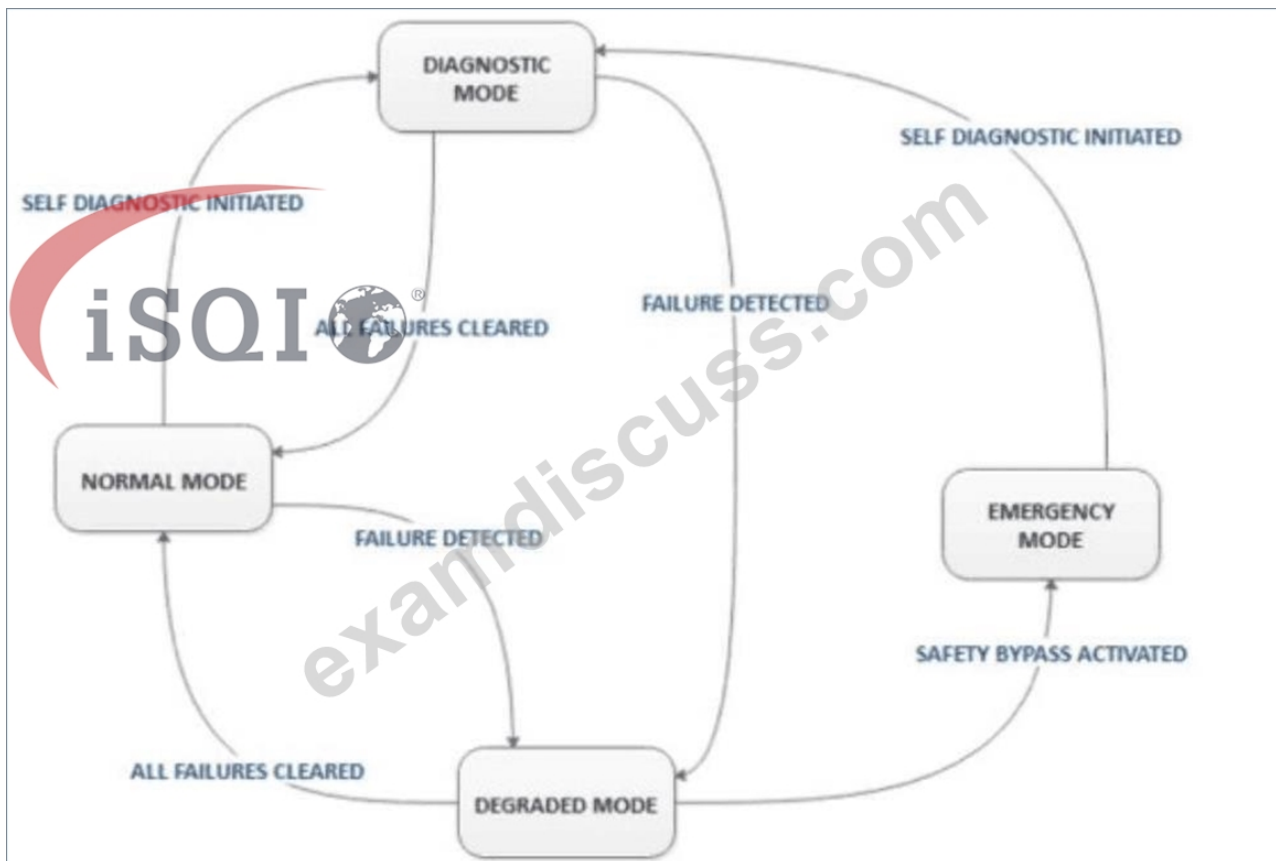 DIAGNOSTIC
MODE
SELF DIAGNOSTIC INITIATED
SELF DIAGNOSTIC INITIATED
iSQI
®
ALL FAILURES CLEARED
FAILURE DETECTED
NORMAL MODE
FAILURE DETECTED
EMERGENCY
MODE
SAFETY BYPASS ACTIVATED
ALL FAILURES CLEARED
DEGRADED MODE
examdiscuss.com